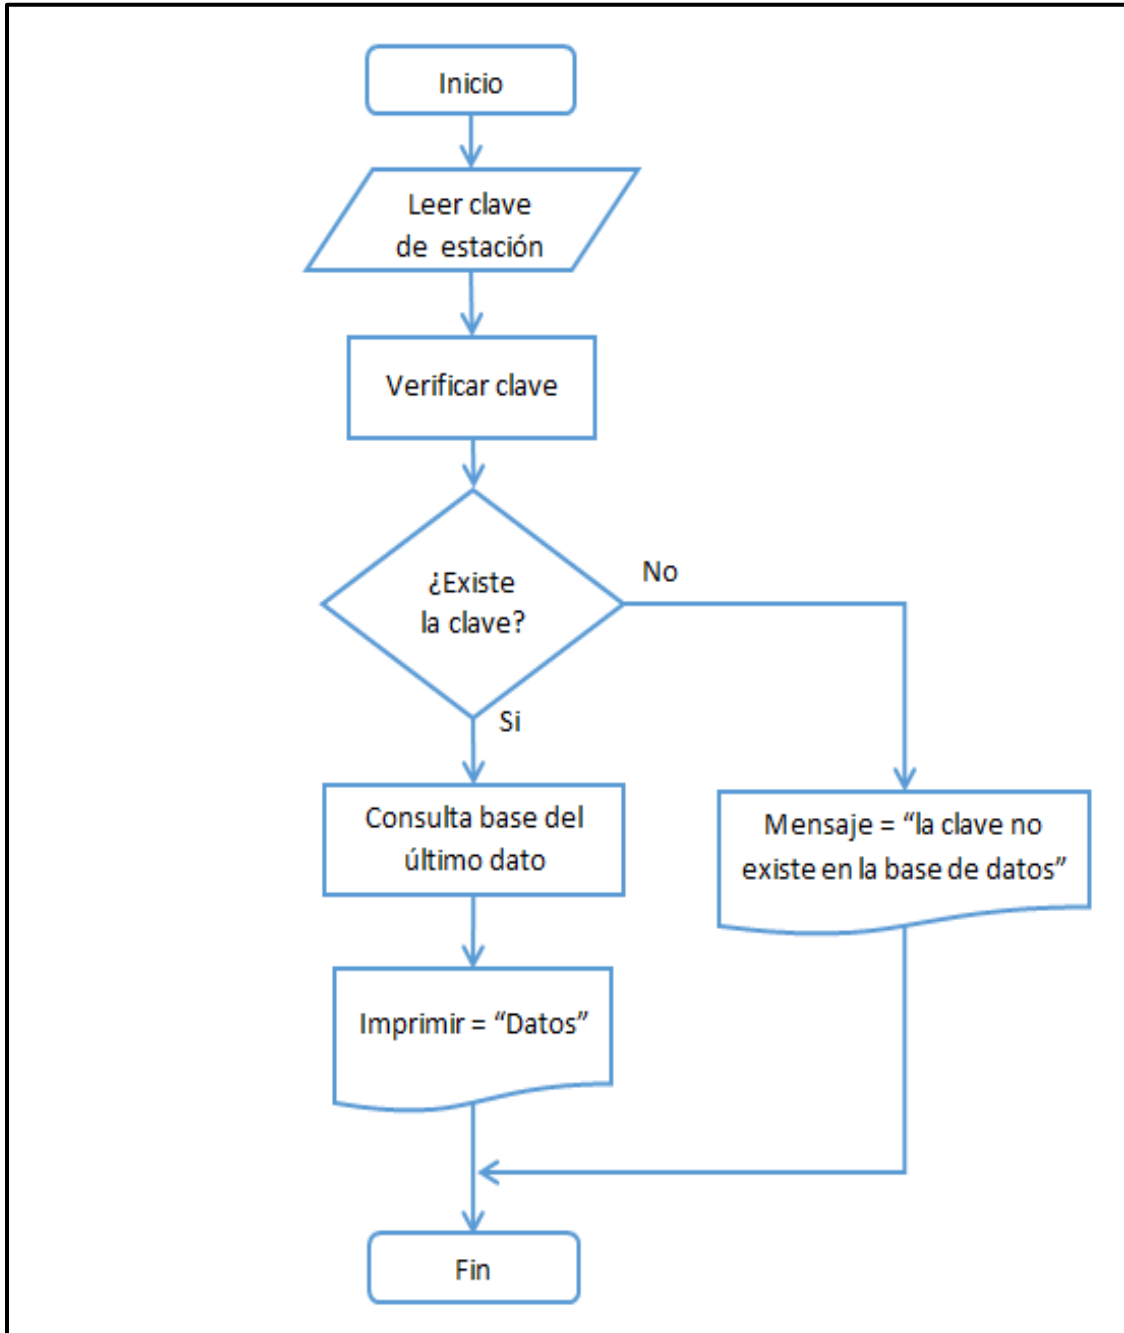 Inicio
Leer clave
de estación
Verificar clave
¿Existe
la clave?
No
Si
Consulta base del
último dato
Mensaje = “la clave no
existe en la base de datos”
Imprimir = “Datos”
Fin